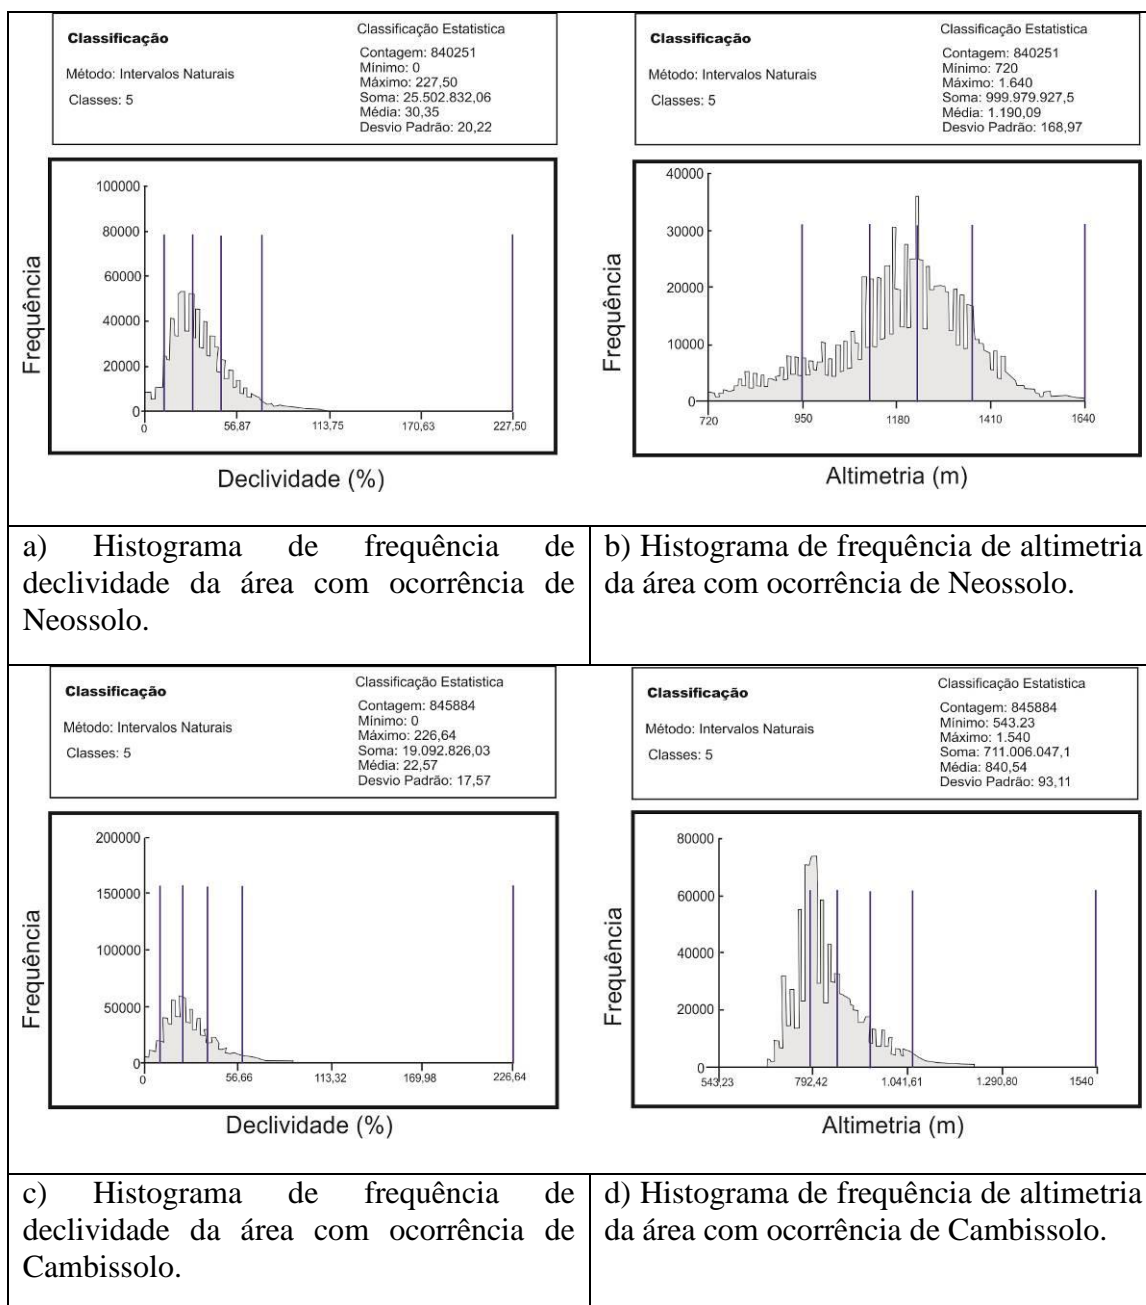 Classificação
Método: Intervalos Naturais
Classes: 5
Classificação Estatistica
Contagem: 840251
Mínimo: 0
Máximo: 227,50
Soma: 25.502.832,06
Média: 30,35
Desvio Padrão: 20,22
Frequência
100000
80000
60000
40000
20000
0
0 56,87 113,75 170,63 227,50
Declividade (%)
Classificação
Método: Intervalos Naturais
Classes: 5
Classificação Estatistica
Contagem: 840251
Mínimo: 720
Máximo: 1.640
Soma: 999.979.927,5
Média: 1.190,09
Desvio Padrão: 168,97
Frequência
40000
30000
20000
10000
0
720 950 1180 1410 1640
Altimetria (m)
a) Histograma de frequência de
declividade da área com ocorrência de
Neossolo.
b) Histograma de frequência de altimetria
da área com ocorrência de Neossolo.
Classificação
Método: Intervalos Naturais
Classes: 5
Classificação Estatistica
Contagem: 845884
Mínimo: 0
Máximo: 226,64
Soma: 19.092.826,03
Média: 22,57
Desvio Padrão: 17,57
Frequência
200000
150000
100000
50000
0
0 56,66 113,32 169,98 226,64
Declividade (%)
Classificação
Método: Intervalos Naturais
Classes: 5
Classificação Estatistica
Contagem: 845884
Mínimo: 543.23
Máximo: 1.540
Soma: 711.006.047,1
Média: 840,54
Desvio Padrão: 93,11
Frequência
80000
60000
40000
20000
0
543,23 792,42 1.041,61 1.290,80 1540
Altimetria (m)
c) Histograma de frequência de
declividade da área com ocorrência de
Cambissolo.
d) Histograma de frequência de altimetria
da área com ocorrência de Cambissolo.